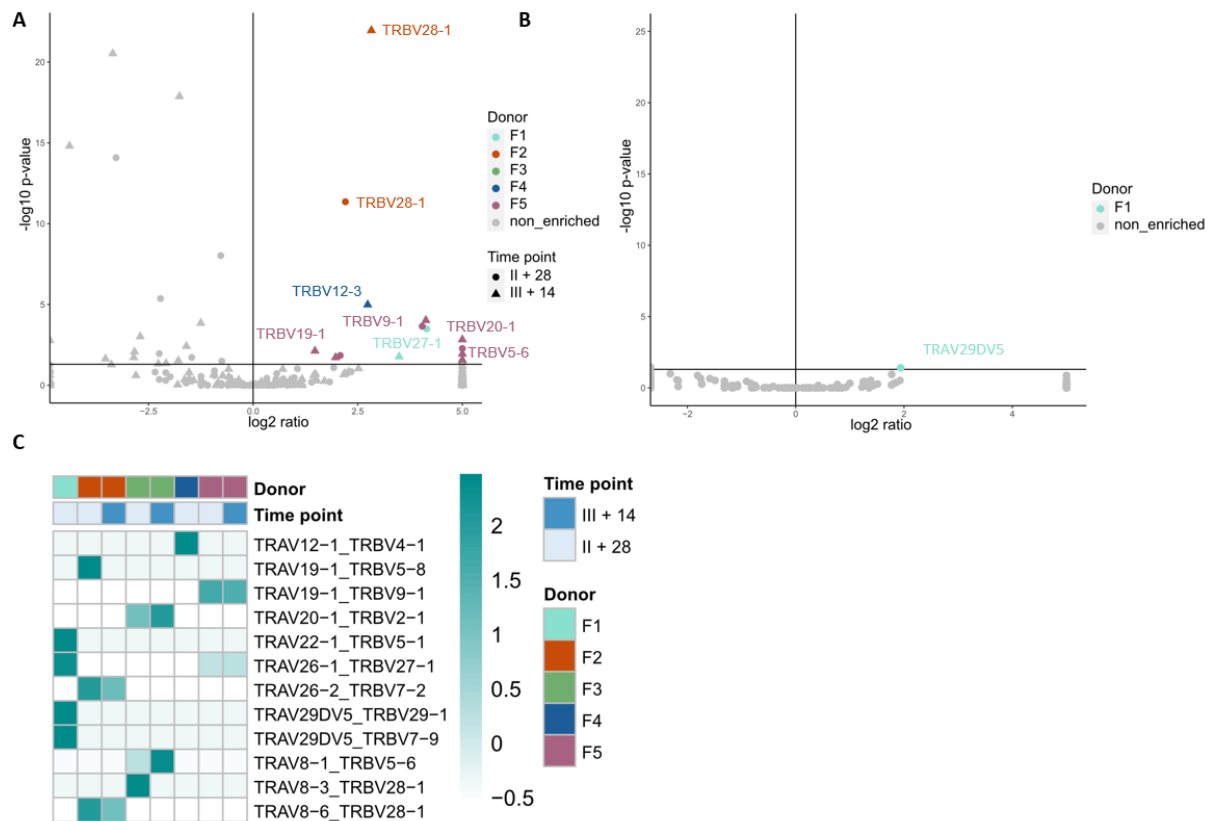 A
TRBV28-1
20
15
10
5
0
-log10 p-value
TRBV28-1
TRBV12-3
TRBV9-1
TRBV20-1
TRBV19-1
TRBV27-1
TRBV5-6
-2.5
0.0
2.5
5.0
log2 ratio
Donor
F1
F2
F3
F4
F5
non_enriched
Time point
II + 28
III + 14
B
25
20
15
10
5
0
-log10 p-value
TRAV29DV5
-2
0
2
4
log2 ratio
Donor
F1
non_enriched
C
Donor
Time point
TRAV12−1_TRBV4−1
TRAV19−1_TRBV5−8
TRAV19−1_TRBV9−1
TRAV20−1_TRBV2−1
TRAV22−1_TRBV5−1
TRAV26−1_TRBV27−1
TRAV26−2_TRBV7−2
TRAV29DV5_TRBV29−1
TRAV29DV5_TRBV7−9
TRAV8−1_TRBV5−6
TRAV8−3_TRBV28−1
TRAV8−6_TRBV28−1
2
1.5
1
0.5
0
−0.5
Time point
III + 14
II + 28
Donor
F1
F2
F3
F4
F5